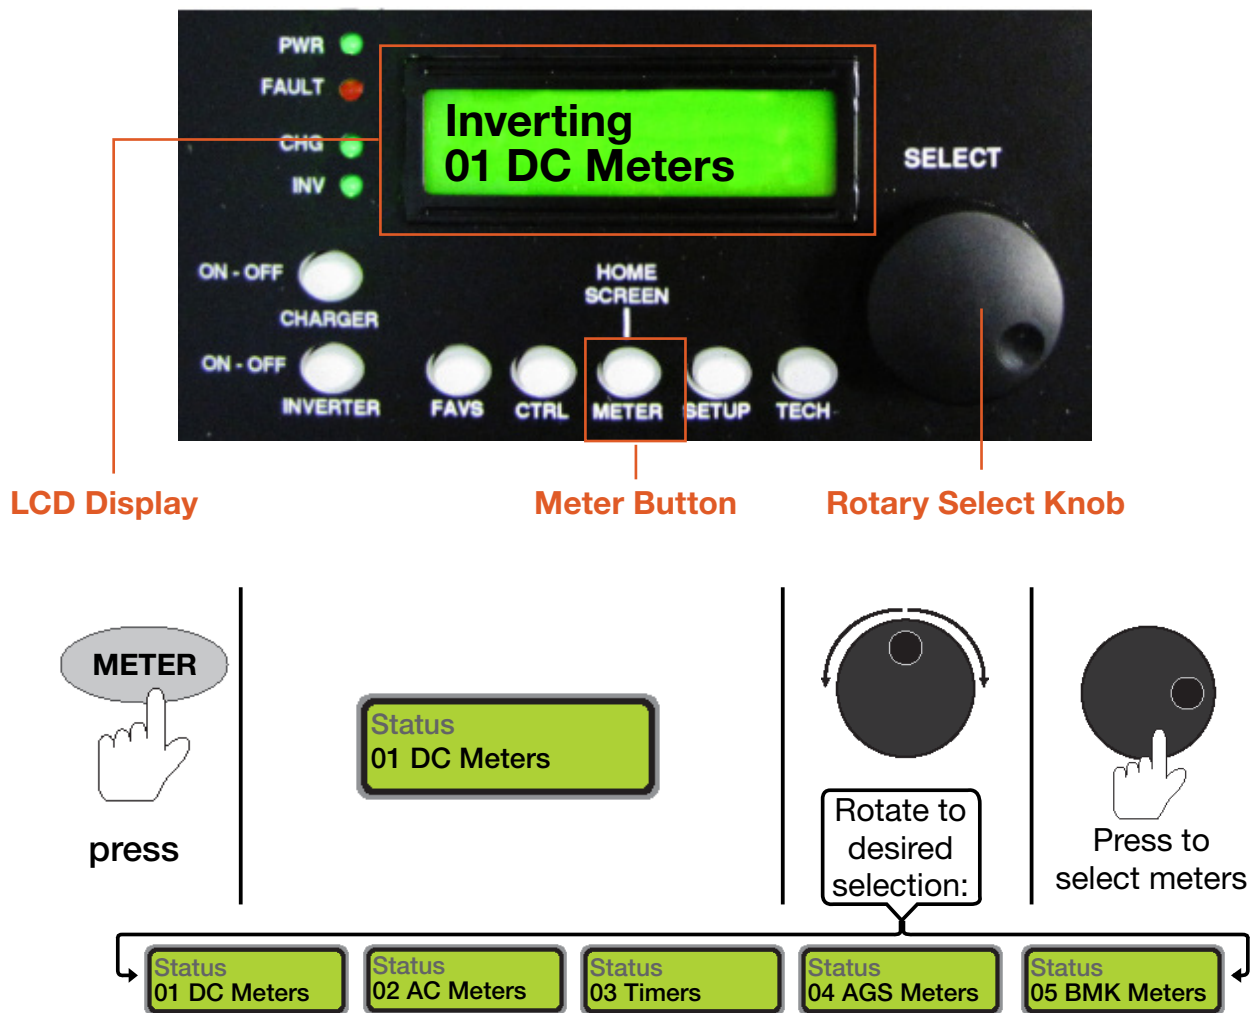 PWR
FAULT
CHG
INV
Inverting
01 DC Meters
SELECT
ON - OFF
CHARGER
HOME
SCREEN
ON - OFF
INVERTER
FAVS
CTRL
METER
SETUP
TECH
LCD Display
Meter Button
Rotary Select Knob
METER
press
Status
01 DC Meters
Rotate to
desired
selection:
Press to
select meters
Status
01 DC Meters
Status
02 AC Meters
Status
03 Timers
Status
04 AGS Meters
Status
05 BMK Meters